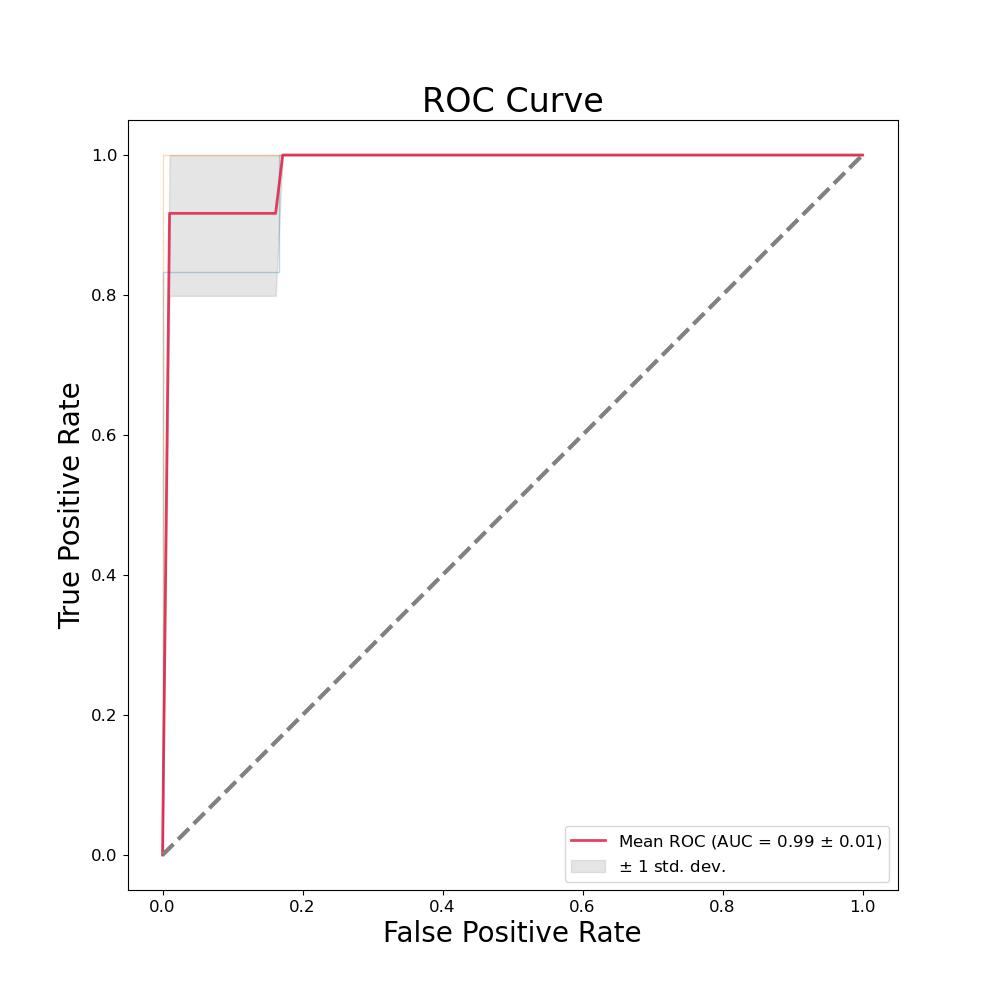 ROC Curve
True Positive Rate
1.0
0.8
0.6
0.4
0.2
0.0
Mean ROC (AUC = 0.99 ± 0.01)
± 1 std. dev.
0.0 0.2 0.4 0.6 0.8 1.0
False Positive Rate